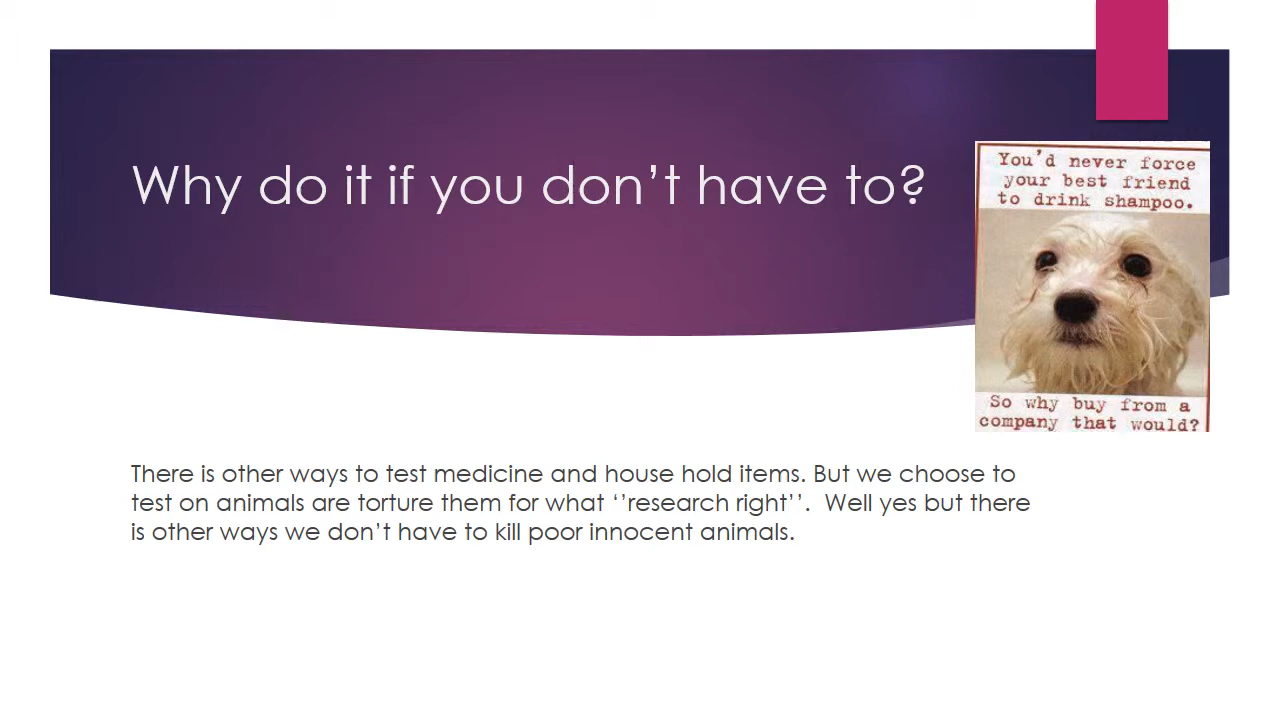 Why do it if you don’t have to?
You'd never force
your best friend
to drink shampoo.
So why buy from a
company that would?
There is other ways to test medicine and house hold items. But we choose to
test on animals are torture them for what ‘’research right’’.  Well yes but there
is other ways we don’t have to kill poor innocent animals.